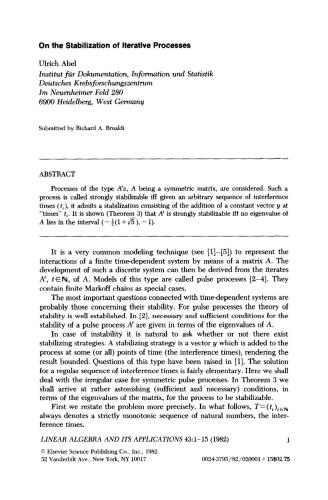 On the Stabilization of Iterative Processes
Ulrich Abel
Institut für Dokumentation, Information und Statistik
Deutsches Krebsforschungszentrum
Im Neuenheimer Feld 280
6900 Heidelberg, West Germany
Submitted by Richard A. Brualdi
ABSTRACT
Processes of the type Aᵗz, A being a symmetric matrix, are considered. Such a
process is called strongly stabilizable iff given an arbitrary sequence of interference
times (tᵢ), it admits a stabilization consisting of the addition of a constant vector y at
"times" tᵢ. It is shown (Theorem 3) that Aᵗ is strongly stabilizable iff no eigenvalue of
A lies in the interval (−½(1+√5), −1).
It is a very common modeling technique (see [1]–[5]) to represent the
interactions of a finite time-dependent system by means of a matrix A. The
development of such a discrete system can then be derived from the iterates
Aᵗ, t∈ℕ, of A. Models of this type are called pulse processes [2–4]. They
contain finite Markoff chains as special cases.
The most important questions connected with time-dependent systems are
probably those concerning their stability. For pulse processes the theory of
stability is well established. In [2], necessary and sufficient conditions for the
stability of a pulse process Aᵗ are given in terms of the eigenvalues of A.
In case of instability it is natural to ask whether or not there exist
stabilizing strategies. A stabilizing strategy is a vector y which is added to the
process at some (or all) points of time (the interference times), rendering the
result bounded. Questions of this type have been raised in [1]. The solution
for a regular sequence of interference times is fairly elementary. Here we shall
deal with the irregular case for symmetric pulse processes. In Theorem 3 we
shall arrive at rather astonishing (sufficient and necessary) conditions, in
terms of the eigenvalues of the matrix, for the process to be stabilizable.
First we restate the problem more precisely. In what follows, T=(tᵢ)ᵢ∈ℕ
always denotes a strictly monotonic sequence of natural numbers, the inter-
ference times.
LINEAR ALGEBRA AND ITS APPLICATIONS 43:1–15 (1982) 1
© Elsevier Science Publishing Co., Inc., 1982
52 Vanderbilt Ave., New York, NY 10017 0024-3795/82/020001+15$02.75